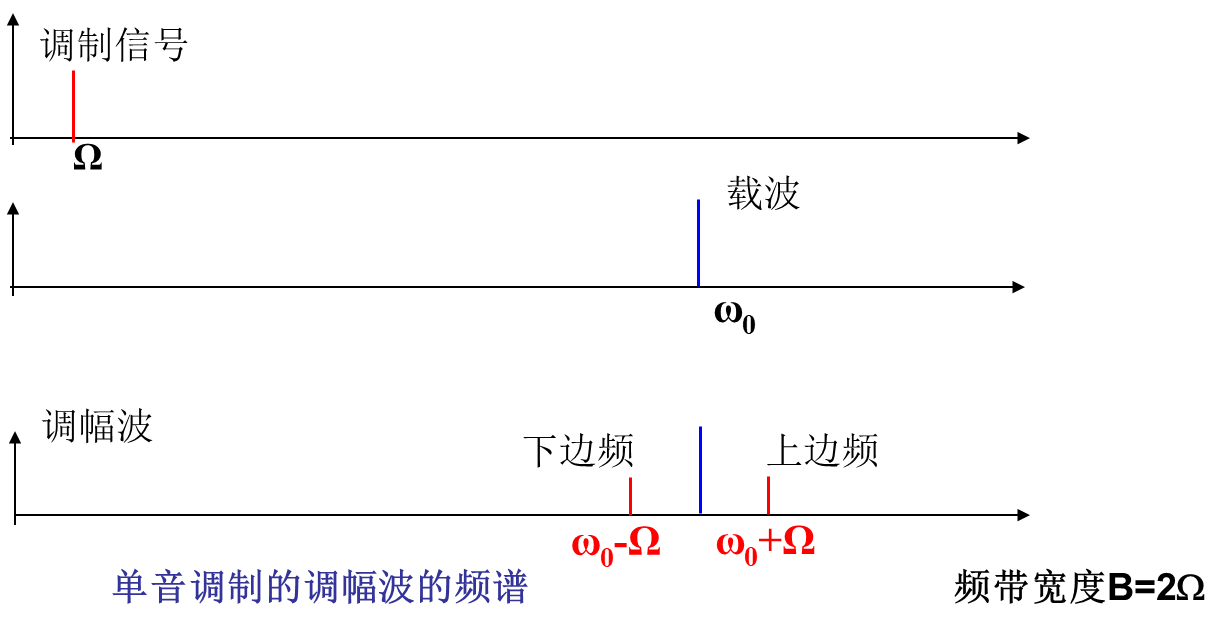 调制信号
Ω
载波
ω₀
调幅波
下边频
上边频
ω₀-Ω
ω₀+Ω
单音调制的调幅波的频谱
频带宽度B=2Ω